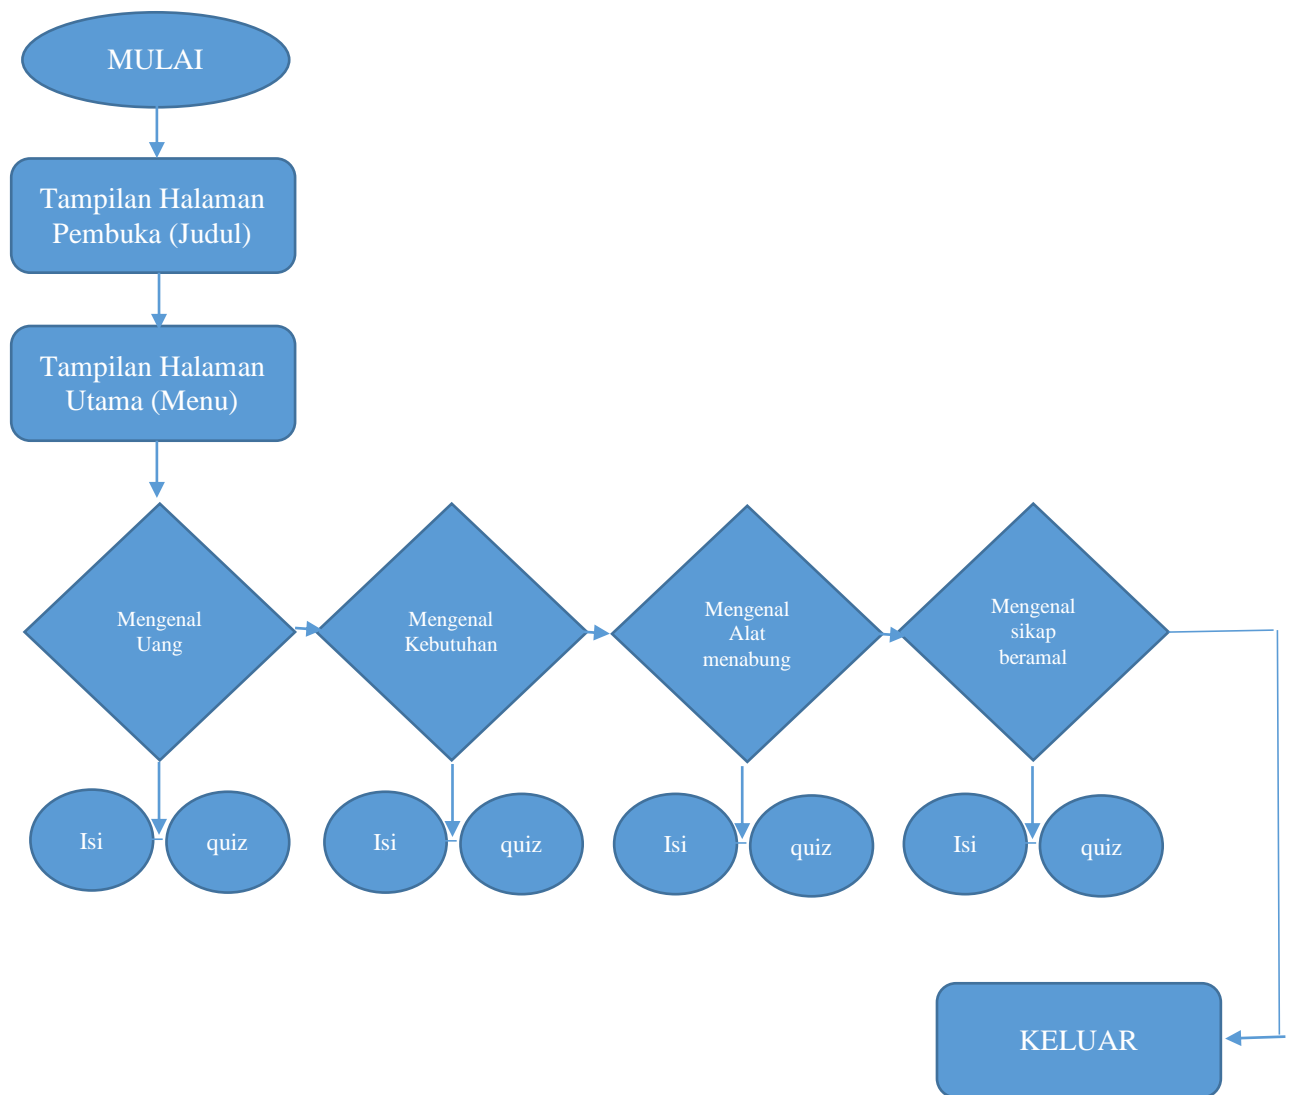 MULAI
Tampilan Halaman
Pembuka (Judul)
Tampilan Halaman
Utama (Menu)
Mengenal
Uang
Mengenal
Kebutuhan
Mengenal
Alat
menabung
Mengenal
sikap
beramal
Isi
quiz
Isi
quiz
Isi
quiz
Isi
quiz
KELUAR